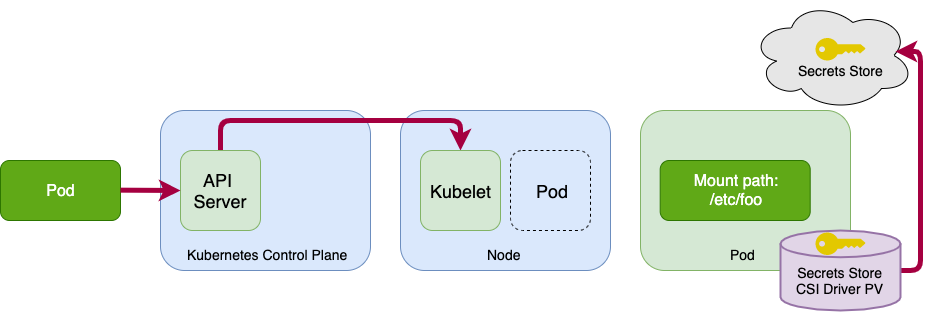 Secrets Store
Pod
API
Server
Kubernetes Control Plane
Kubelet
Pod
Node
Mount path:
/etc/foo
Pod
Secrets Store
CSI Driver PV